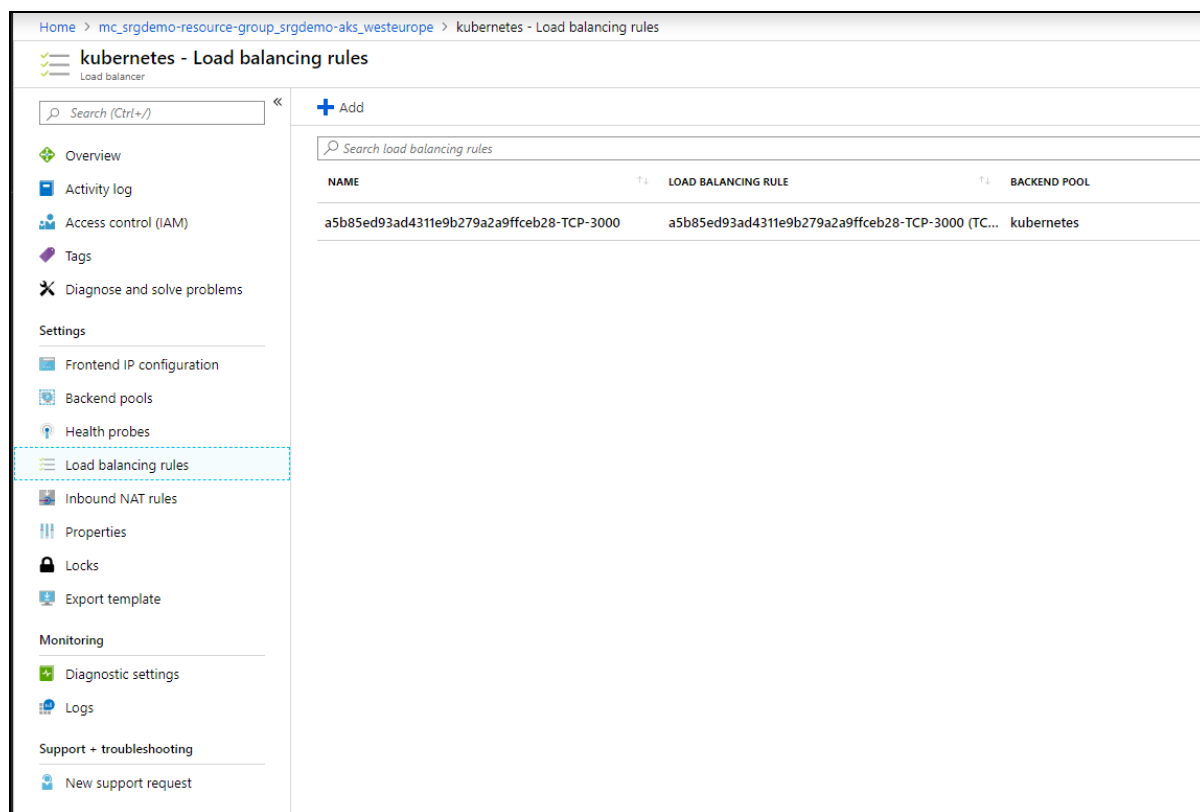 Home > mc_srgdemo-resource-group_srgdemo-aks_westeurope > kubernetes - Load balancing rules
kubernetes - Load balancing rules
Load balancer
Search (Ctrl+/)
«
Overview
Activity log
Access control (IAM)
Tags
Diagnose and solve problems
Settings
Frontend IP configuration
Backend pools
Health probes
Load balancing rules
Inbound NAT rules
Properties
Locks
Export template
Monitoring
Diagnostic settings
Logs
Support + troubleshooting
New support request
Add
Search load balancing rules
NAME ↑↓ LOAD BALANCING RULE ↑↓ BACKEND POOL
a5b85ed93ad4311e9b279a2a9ffceb28-TCP-3000 a5b85ed93ad4311e9b279a2a9ffceb28-TCP-3000 (TC... kubernetes